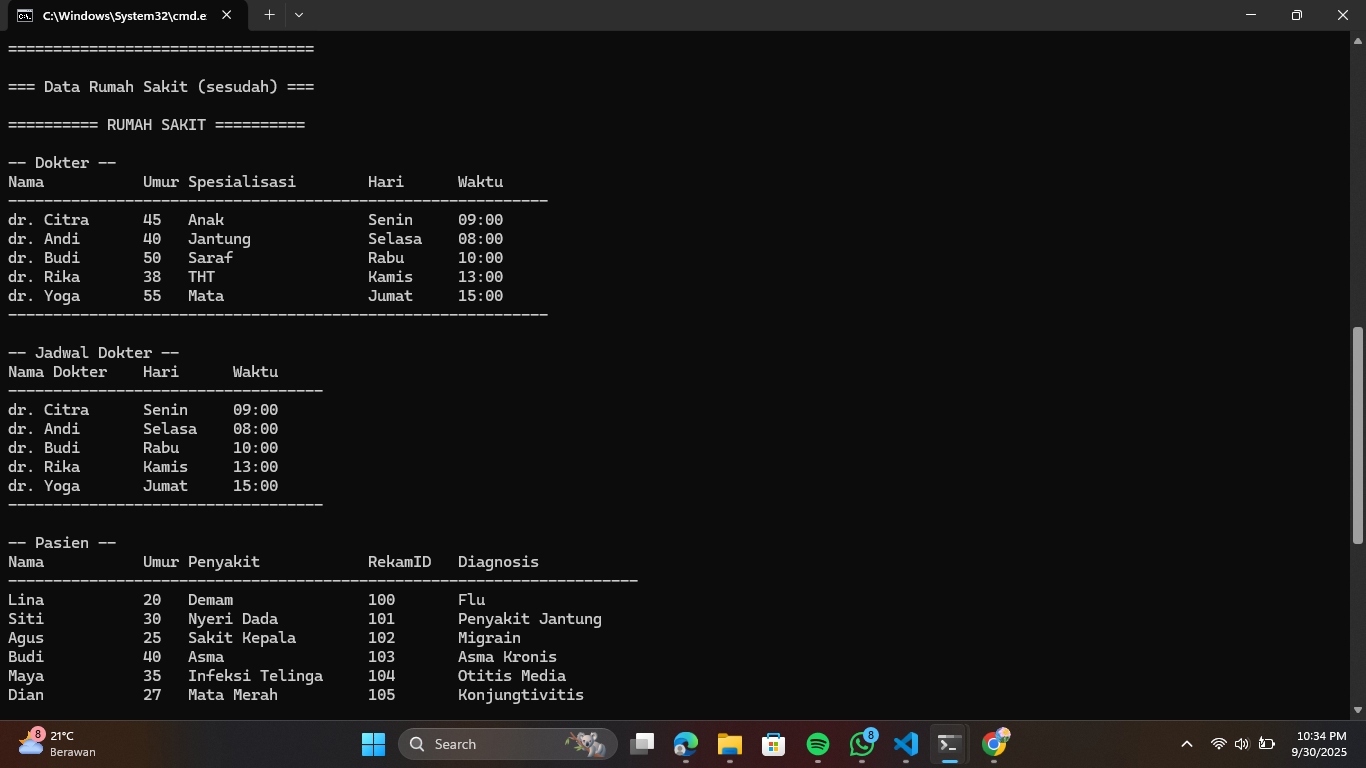 C:\Windows\System32\cmd.e
==================================
=== Data Rumah Sakit (sesudah) ===
========== RUMAH SAKIT ==========
-- Dokter --
Nama Umur Spesialisasi Hari Waktu
------------------------------------------------------------
dr. Citra 45 Anak Senin 09:00
dr. Andi 40 Jantung Selasa 08:00
dr. Budi 50 Saraf Rabu 10:00
dr. Rika 38 THT Kamis 13:00
dr. Yoga 55 Mata Jumat 15:00
------------------------------------------------------------
-- Jadwal Dokter --
Nama Dokter Hari Waktu
-----------------------------------
dr. Citra Senin 09:00
dr. Andi Selasa 08:00
dr. Budi Rabu 10:00
dr. Rika Kamis 13:00
dr. Yoga Jumat 15:00
-----------------------------------
-- Pasien --
Nama Umur Penyakit RekamID Diagnosis
----------------------------------------------------------------------
Lina 20 Demam 100 Flu
Siti 30 Nyeri Dada 101 Penyakit Jantung
Agus 25 Sakit Kepala 102 Migrain
Budi 40 Asma 103 Asma Kronis
Maya 35 Infeksi Telinga 104 Otitis Media
Dian 27 Mata Merah 105 Konjungtivitis
8
21°C
Berawan
Search
8
10:34 PM
9/30/2025